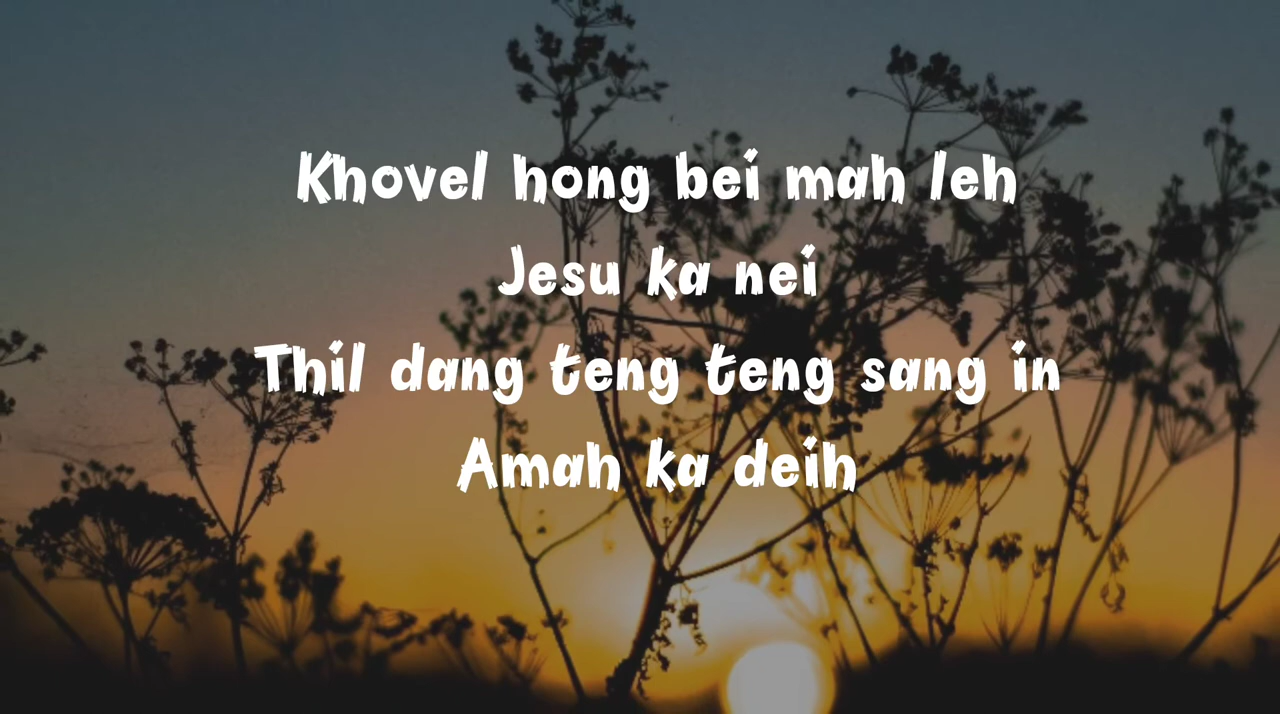 Khovel hong bei mah leh
Jesu ka nei
Thil dang teng teng sang in
Amah ka deih